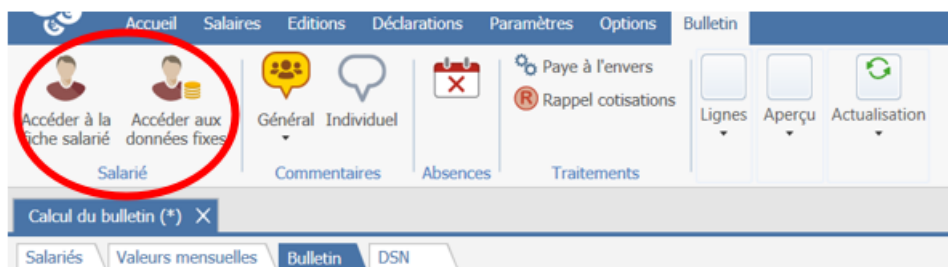 Accueil Salaires Editions Déclarations Paramètres Options Bulletin
Paye à l'envers
R Rappel cotisations
Accéder à la fiche salarié
Accéder aux données fixes
Général Individuel
Lignes Aperçu Actualisation
Salarié Commentaires Absences Traitements
Calcul du bulletin (*) X
Salariés Valeurs mensuelles Bulletin DSN